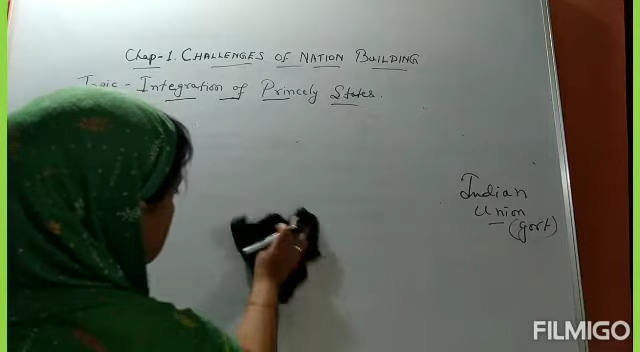 Chap-1. CHALLENGES OF NATION BUILDING
Topic - Integration of Princely States.
Indian
Union
(govt)
FILMIGO